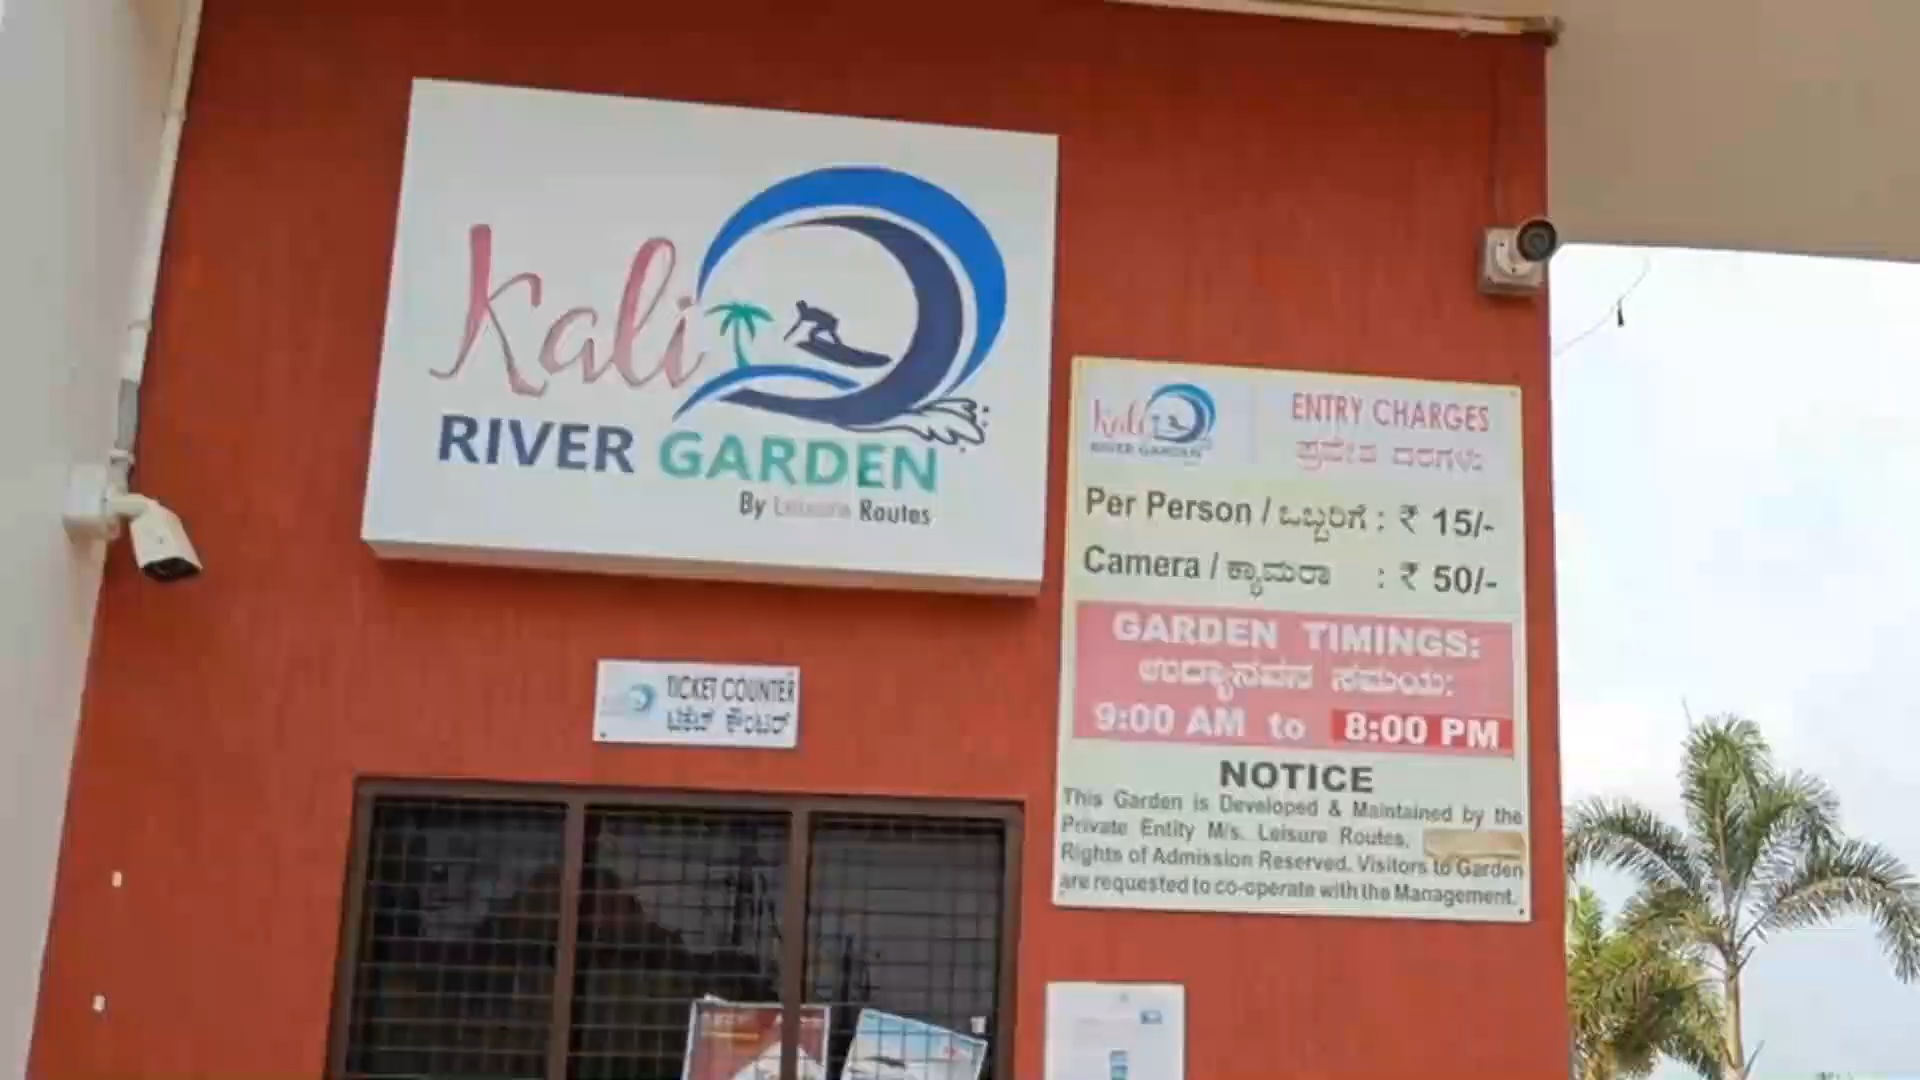 Kali
RIVER GARDEN
By Leisure Routes
TICKET COUNTER
ಟಿಕೆಟ್ ಕೌಂಟರ್
Kali
RIVER GARDEN
ENTRY CHARGES
ಪ್ರವೇಶ ದರಗಳು
Per Person / ಒಬ್ಬರಿಗೆ : ₹ 15/-
Camera / ಕ್ಯಾಮರಾ : ₹ 50/-
GARDEN TIMINGS:
ಉದ್ಯಾನವನ ಸಮಯ:
9:00 AM to 8:00 PM
NOTICE
This Garden is Developed & Maintained by the
Private Entity M/s. Leisure Routes.
Rights of Admission Reserved. Visitors to Garden
are requested to co-operate with the Management.